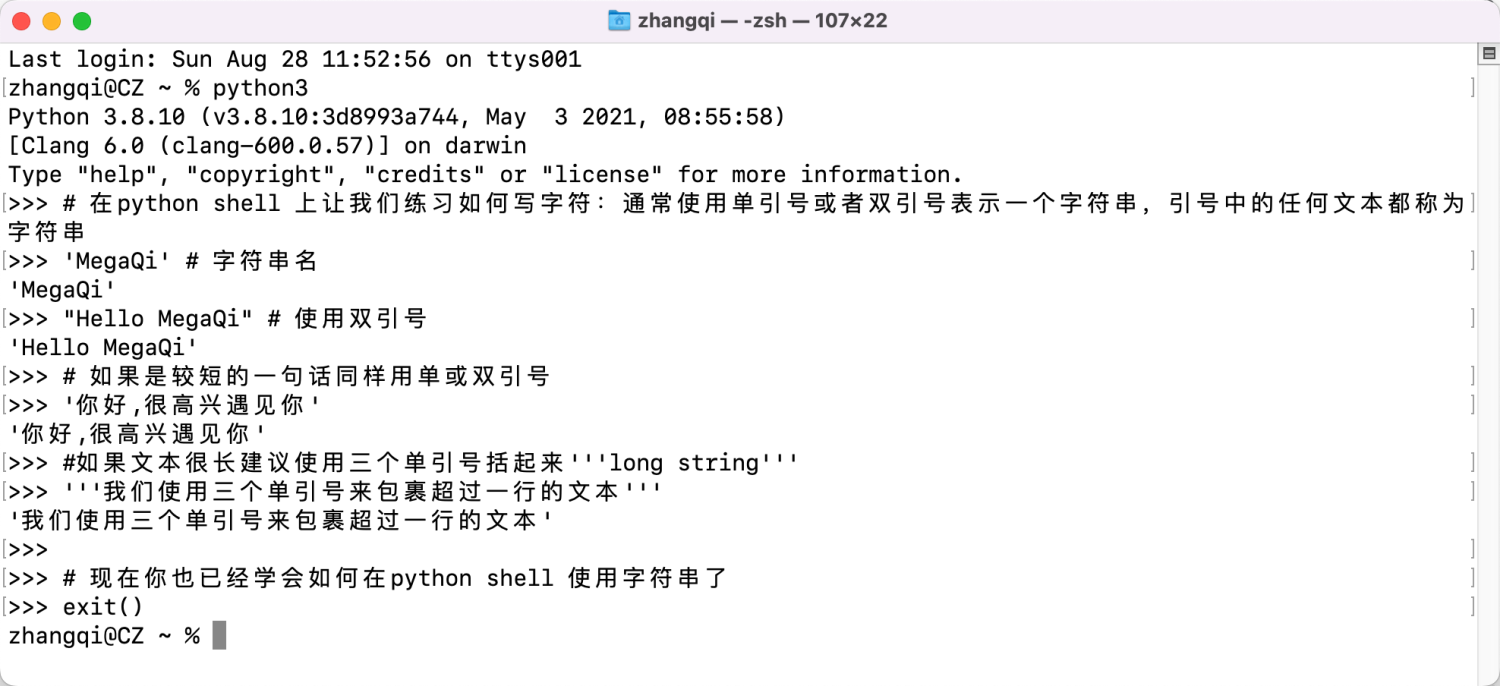 zhangqi — -zsh — 107×22
Last login: Sun Aug 28 11:52:56 on ttys001
[zhangqi@CZ ~ % python3 ]
Python 3.8.10 (v3.8.10:3d8993a744, May  3 2021, 08:55:58)
[Clang 6.0 (clang-600.0.57)] on darwin
Type "help", "copyright", "credits" or "license" for more information.
[>>> # 在python shell 上让我们练习如何写字符：通常使用单引号或者双引号表示一个字符串，引号中的任何文本都称为]
字符串
[>>> 'MegaQi' # 字符串名 ]
'MegaQi'
[>>> "Hello MegaQi" # 使用双引号 ]
'Hello MegaQi'
[>>> # 如果是较短的一句话同样用单或双引号 ]
[>>> '你好,很高兴遇见你' ]
'你好,很高兴遇见你'
[>>> #如果文本很长建议使用三个单引号括起来'''long string''' ]
[>>> '''我们使用三个单引号来包裹超过一行的文本''' ]
'我们使用三个单引号来包裹超过一行的文本'
[>>> ]
[>>> # 现在你也已经学会如何在python shell 使用字符串了 ]
[>>> exit() ]
zhangqi@CZ ~ %